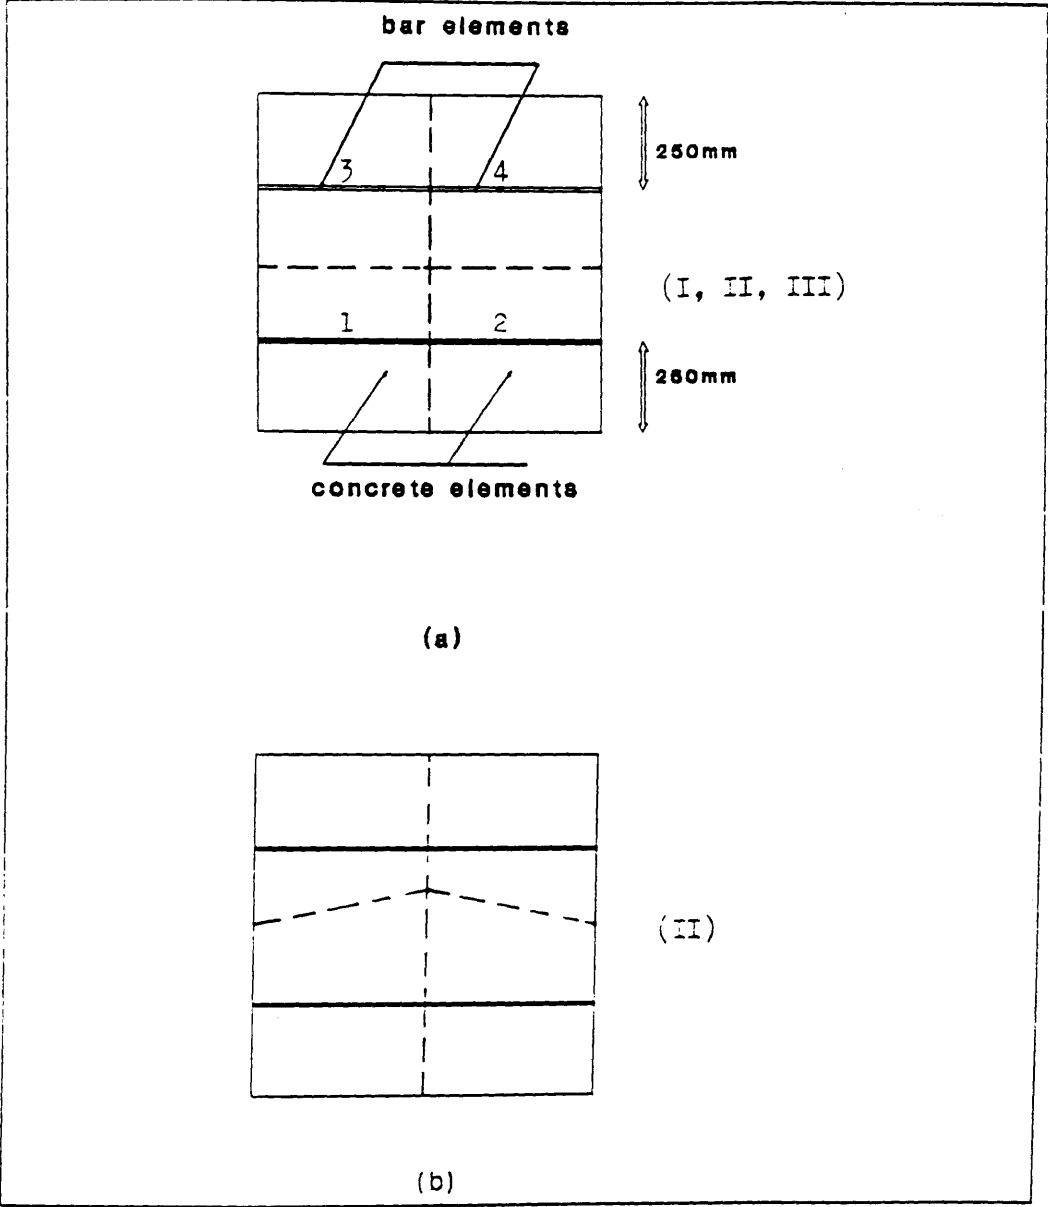 bar elements
3 4
250mm
(I, II, III)
1 2
250mm
concrete elements
(a)
(II)
(b)